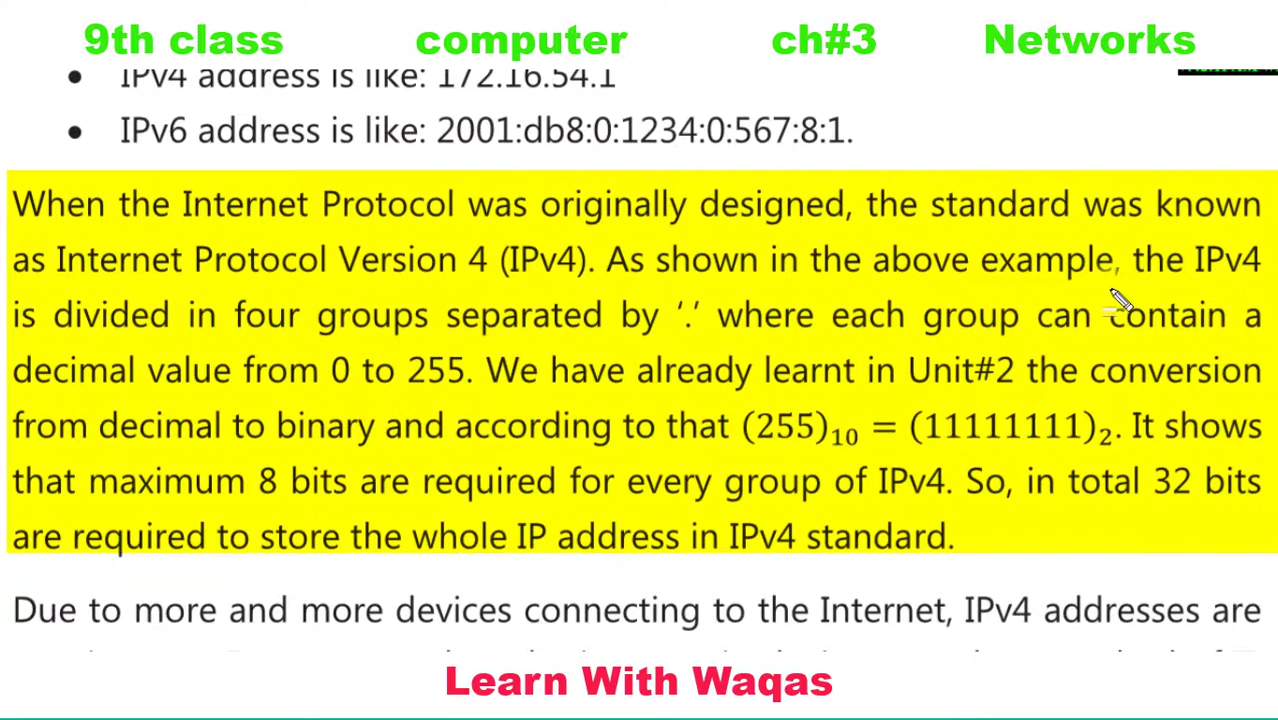 9th class computer ch#3 Networks
• IPv4 address is like: 172.16.54.1
• IPv6 address is like: 2001:db8:0:1234:0:567:8:1.
When the Internet Protocol was originally designed, the standard was known
as Internet Protocol Version 4 (IPv4). As shown in the above example, the IPv4
is divided in four groups separated by ‘.’ where each group can contain a
decimal value from 0 to 255. We have already learnt in Unit#2 the conversion
from decimal to binary and according to that (255)₁₀ = (11111111)₂. It shows
that maximum 8 bits are required for every group of IPv4. So, in total 32 bits
are required to store the whole IP address in IPv4 standard.
Due to more and more devices connecting to the Internet, IPv4 addresses are
Learn With Waqas